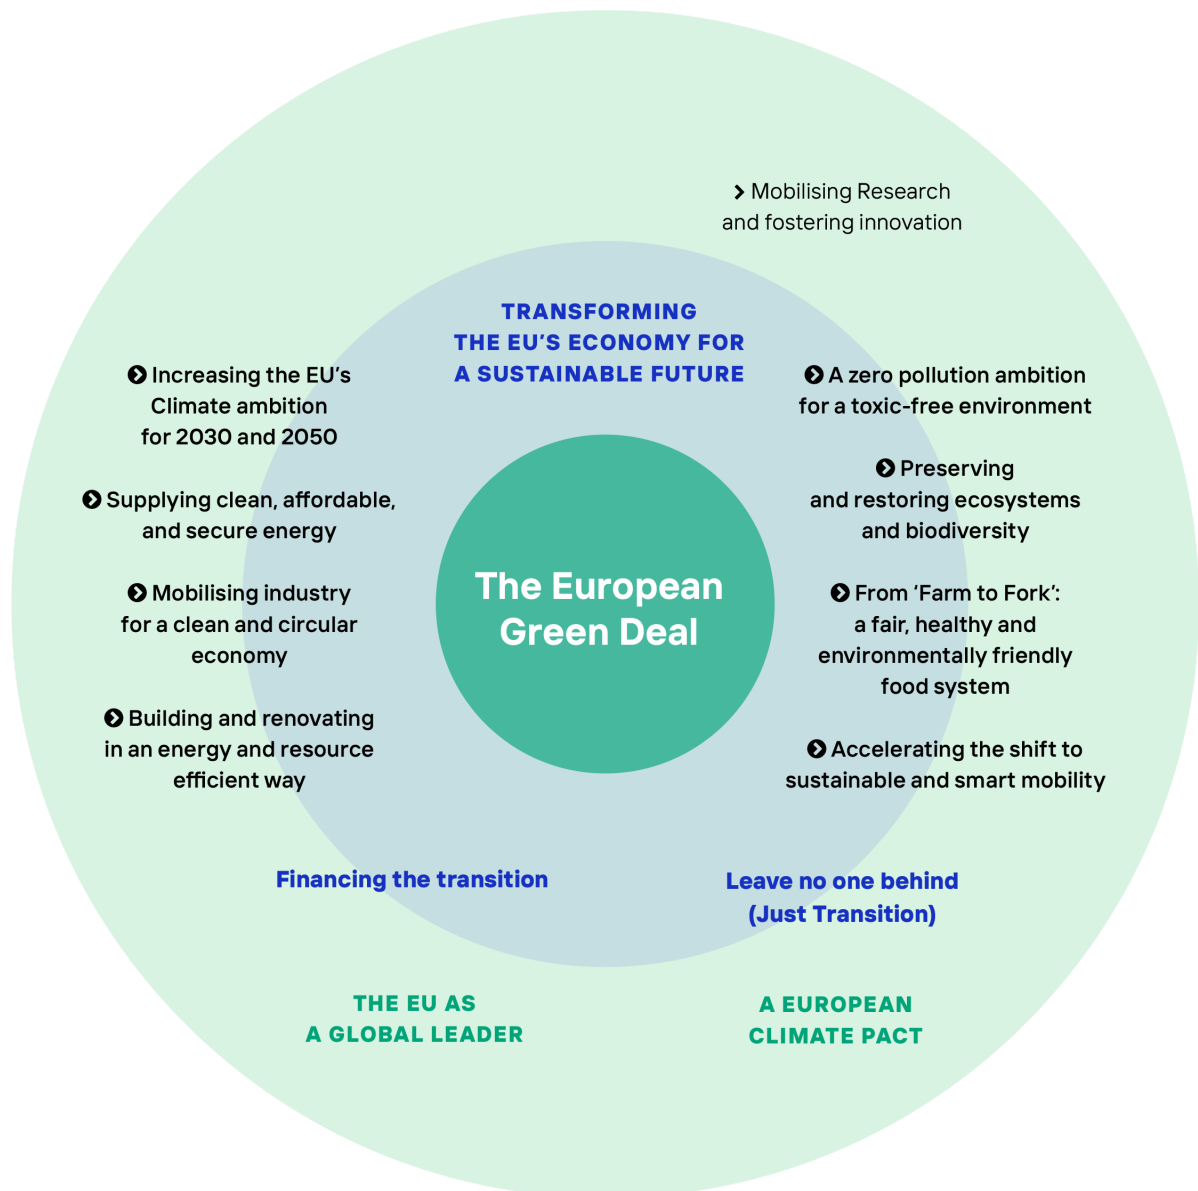 Mobilising Research
and fostering innovation
TRANSFORMING
THE EU’S ECONOMY FOR
A SUSTAINABLE FUTURE
Increasing the EU’s
Climate ambition
for 2030 and 2050
Supplying clean, affordable,
and secure energy
Mobilising industry
for a clean and circular
economy
Building and renovating
in an energy and resource
efficient way
The European
Green Deal
A zero pollution ambition
for a toxic-free environment
Preserving
and restoring ecosystems
and biodiversity
From ‘Farm to Fork’:
a fair, healthy and
environmentally friendly
food system
Accelerating the shift to
sustainable and smart mobility
Financing the transition
Leave no one behind
(Just Transition)
THE EU AS
A GLOBAL LEADER
A EUROPEAN
CLIMATE PACT